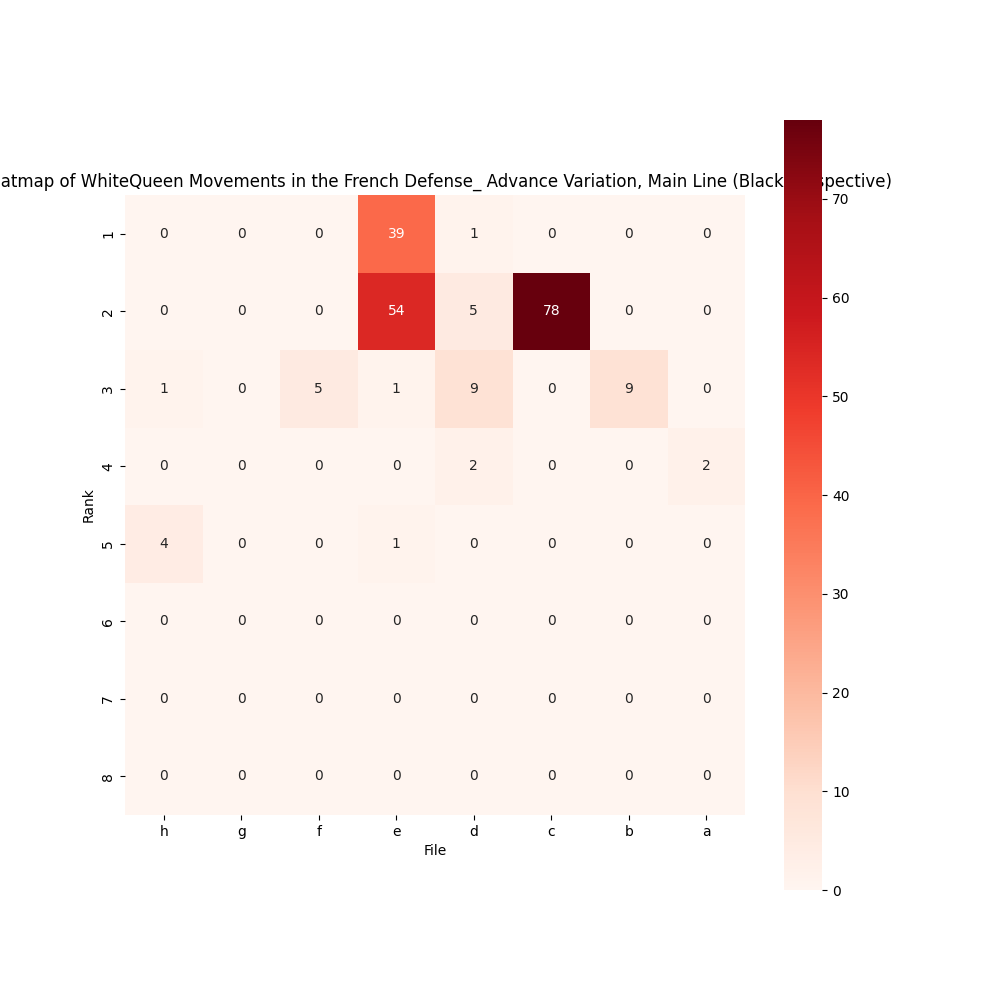 atmap of WhiteQueen Movements in the French Defense_ Advance Variation, Main Line (Black spective)
70
1 0 0 0 39 1 0 0 0
2 0 0 0 54 5 78 0 0
60
3 1 0 5 1 9 0 9 0
50
4 0 0 0 0 2 0 0 2
40
Rank
5 4 0 0 1 0 0 0 0
30
6 0 0 0 0 0 0 0 0
20
7 0 0 0 0 0 0 0 0
8 0 0 0 0 0 0 0 0
10
h g f e d c b a
File
0